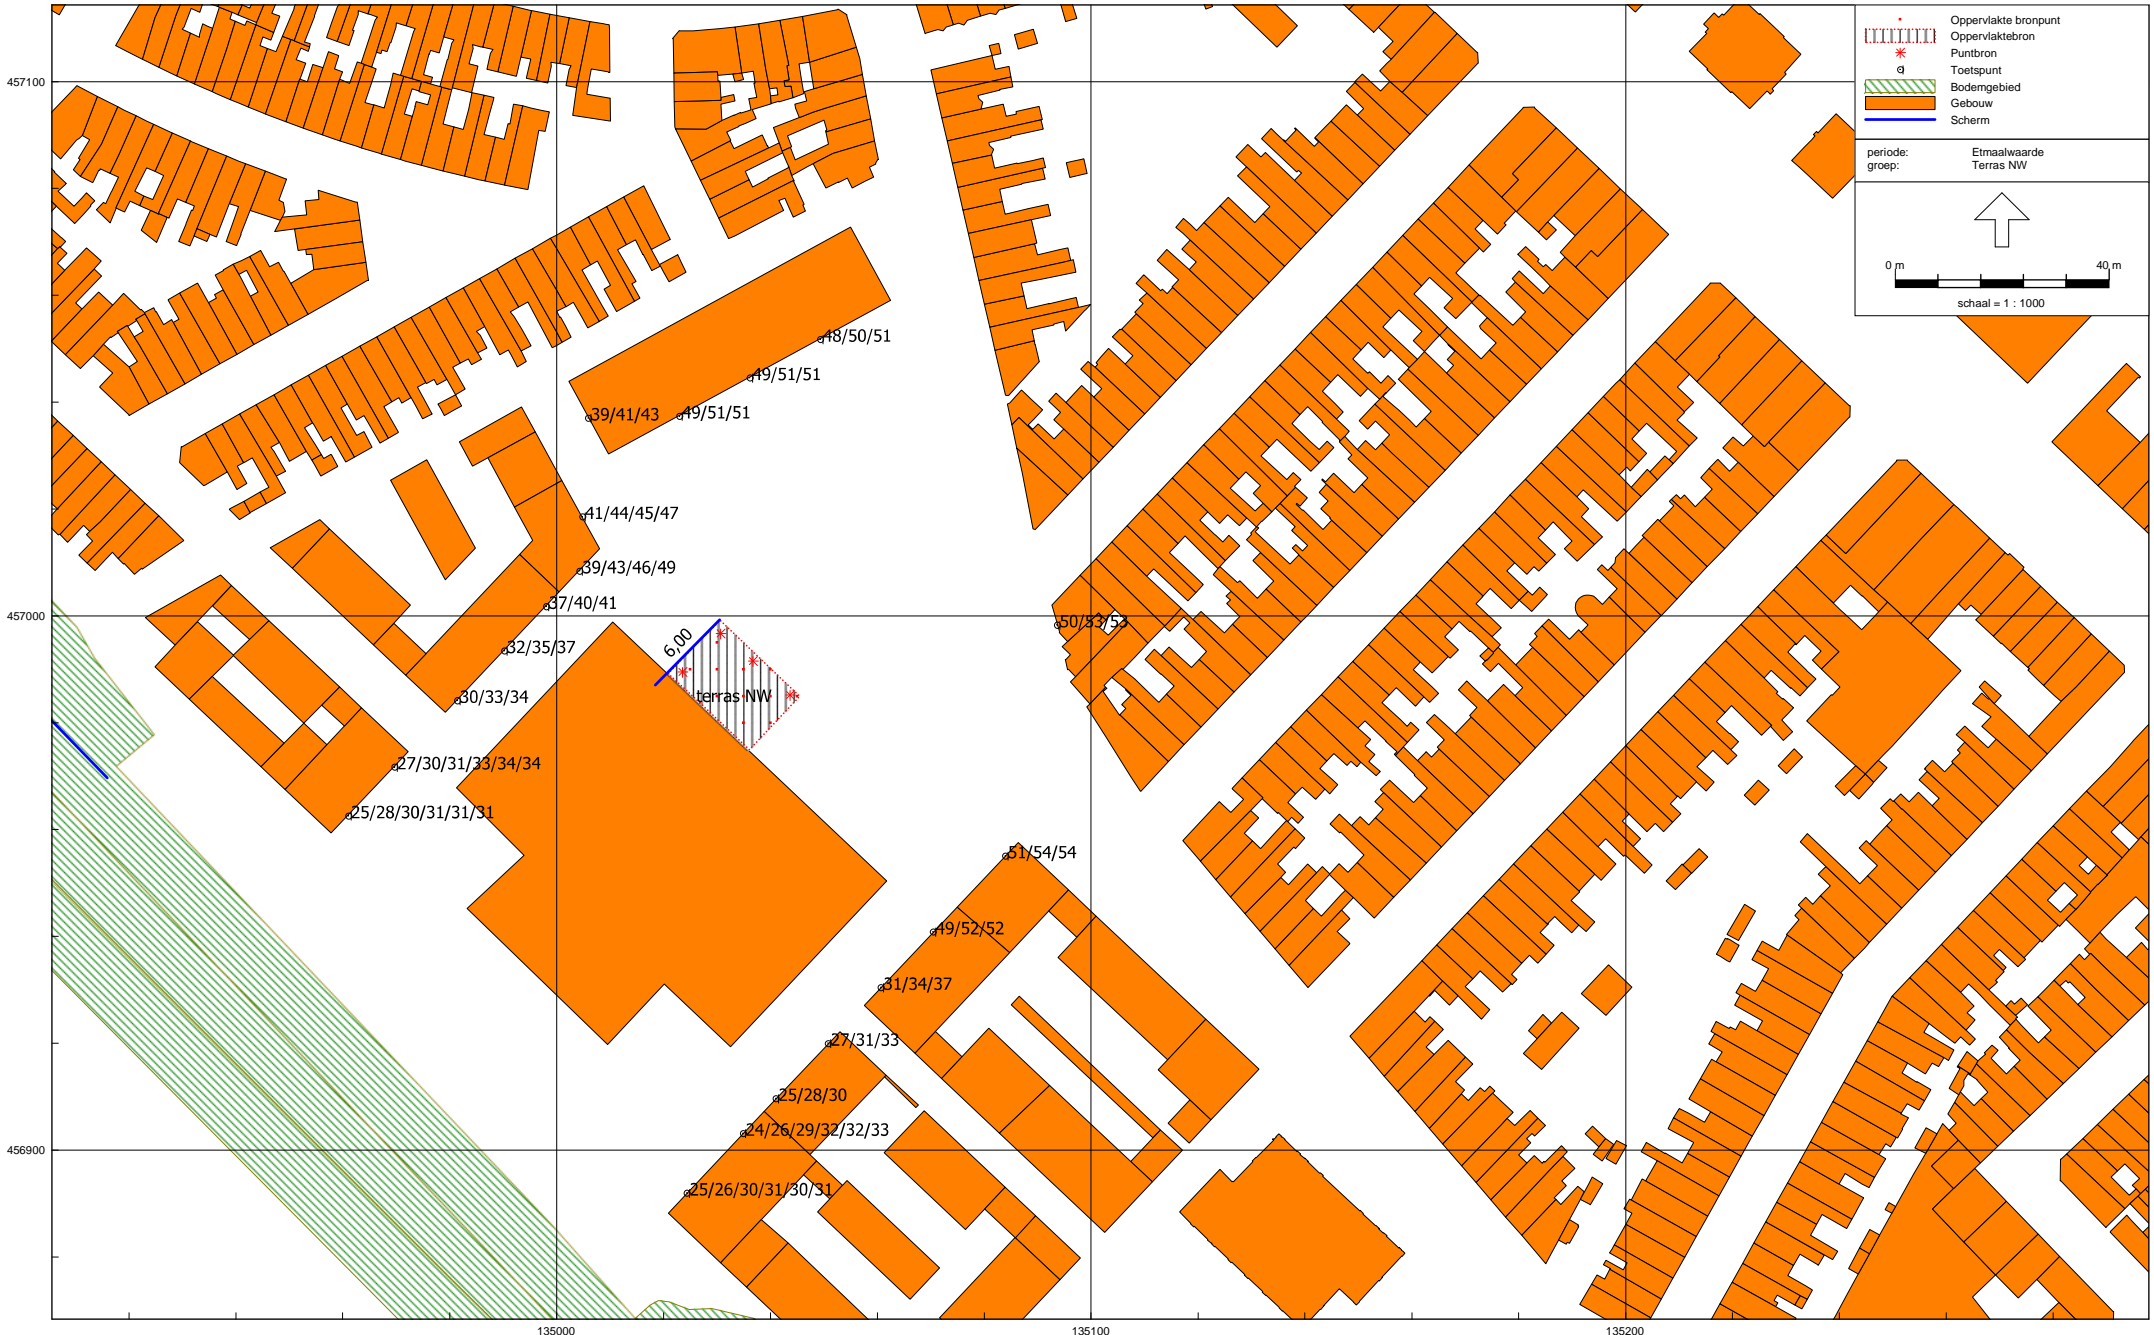 Oppervlakte bronpunt
Oppervlaktebron
Puntbron
Toetspunt
Bodemgebied
Gebouw
Scherm
periode: Etmaalwaarde
groep: Terras NW
0 m 40 m
schaal = 1 : 1000
457100
48/50/51
49/51/51
39/41/43
49/51/51
41/44/45/47
39/43/46/49
37/40/41
457000
50/53/53
6,00
32/35/37
terras NW
30/33/34
27/30/31/33/34/34
25/28/30/31/31/31
51/54/54
49/52/52
31/34/37
27/31/33
25/28/30
24/26/29/32/32/33
456900
25/26/30/31/30/31
135000 135100 135200